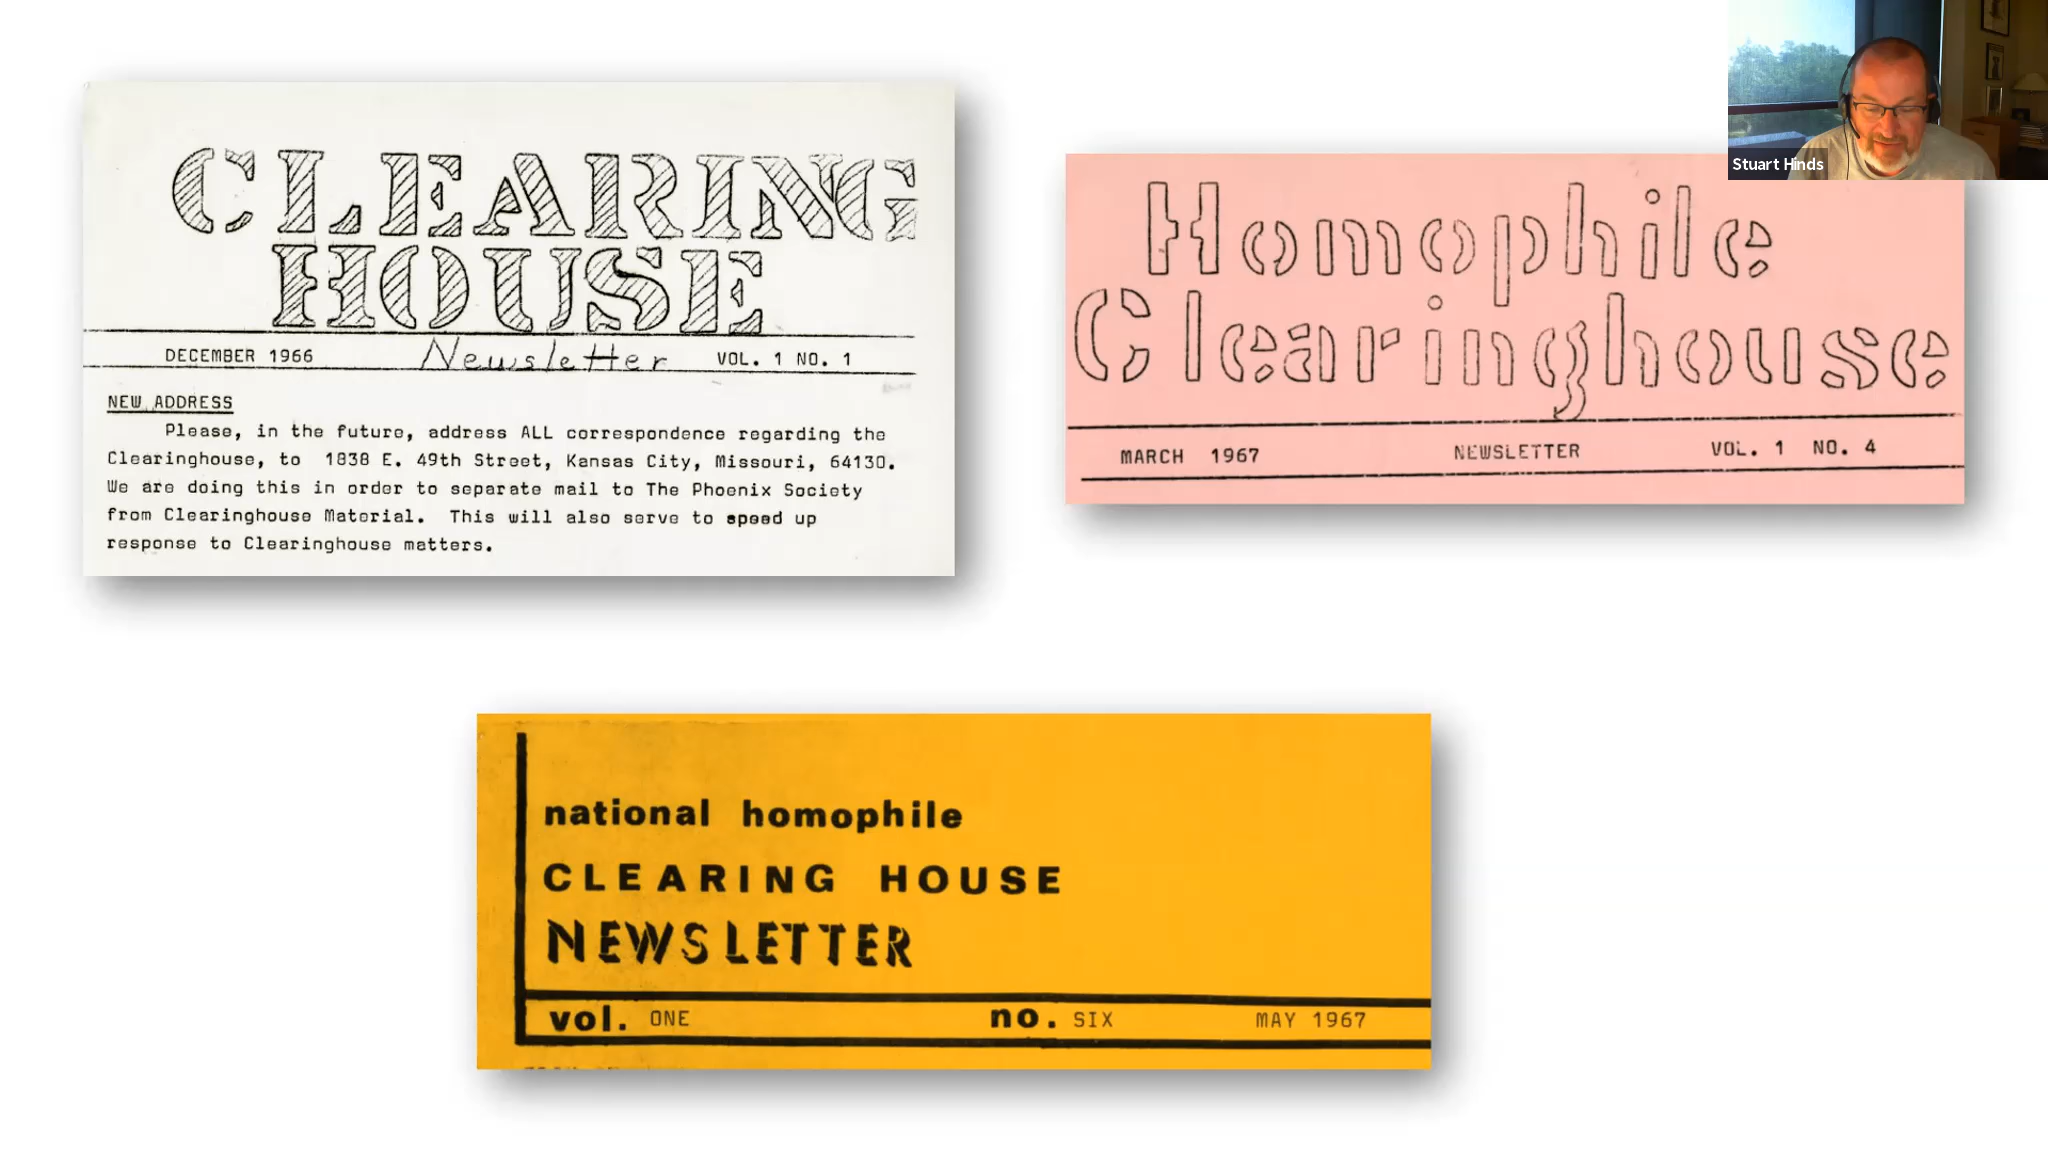 CLEARING
HOUSE
DECEMBER 1966 Newsletter VOL. 1 NO. 1
NEW ADDRESS
Please, in the future, address ALL correspondence regarding the
Clearinghouse, to 1838 E. 49th Street, Kansas City, Missouri, 64130.
We are doing this in order to separate mail to The Phoenix Society
from Clearinghouse Material. This will also serve to speed up
response to Clearinghouse matters.
Stuart Hinds
Homophile
Clearinghouse
MARCH 1967 NEWSLETTER VOL. 1 NO. 4
national homophile
CLEARING HOUSE
NEWSLETTER
vol. ONE no. SIX MAY 1967